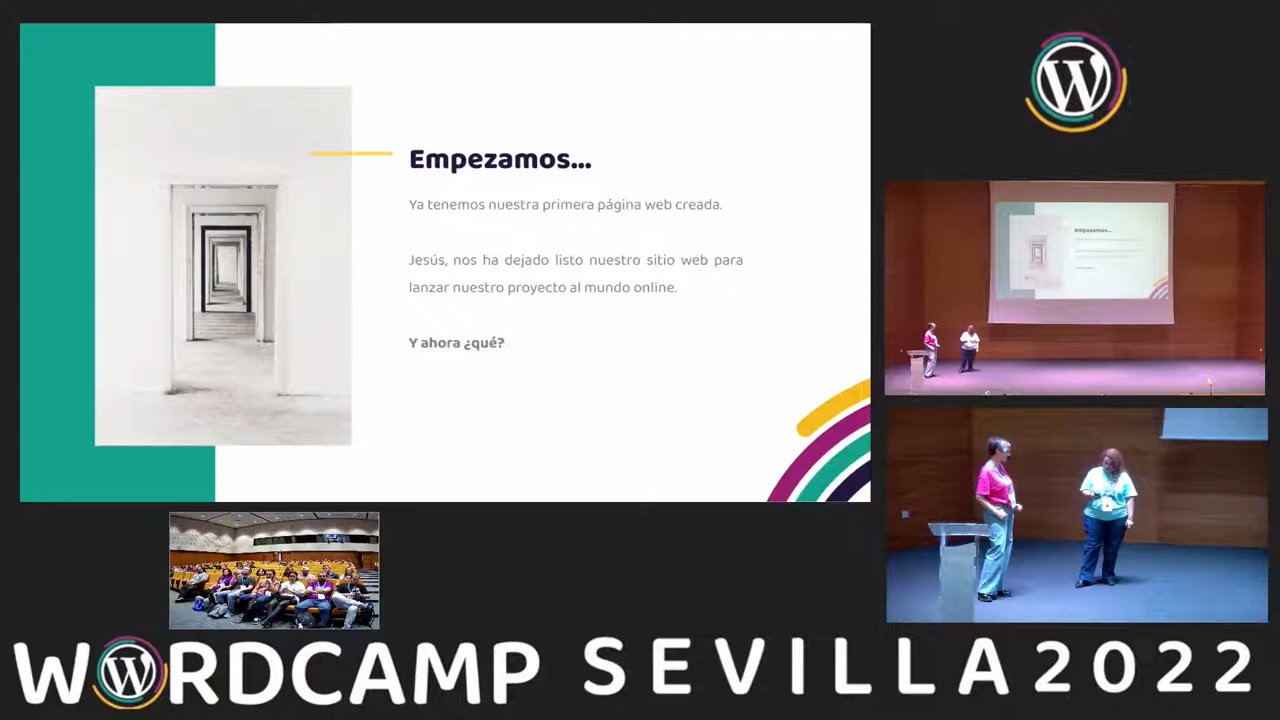 Empezamos...
Ya tenemos nuestra primera página web creada.
Jesús, nos ha dejado listo nuestro sitio web para
lanzar nuestro proyecto al mundo online.
Y ahora ¿qué?
W
Empezamos...
WORDCAMP SEVILLA 2022